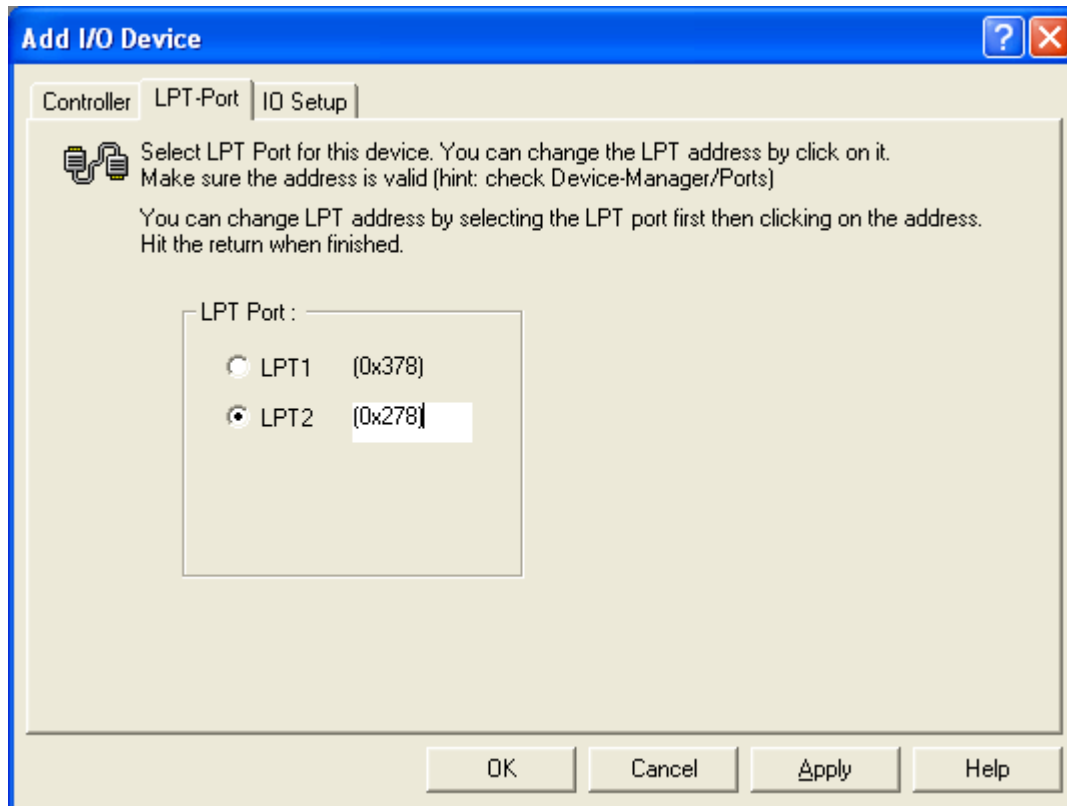 Add I/O Device
Controller LPT-Port IO Setup
Select LPT Port for this device. You can change the LPT address by click on it.
Make sure the address is valid (hint: check Device-Manager/Ports)
You can change LPT address by selecting the LPT port first then clicking on the address.
Hit the return when finished.
LPT Port :
LPT1 (0x378)
LPT2 (0x278)
OK Cancel Apply Help